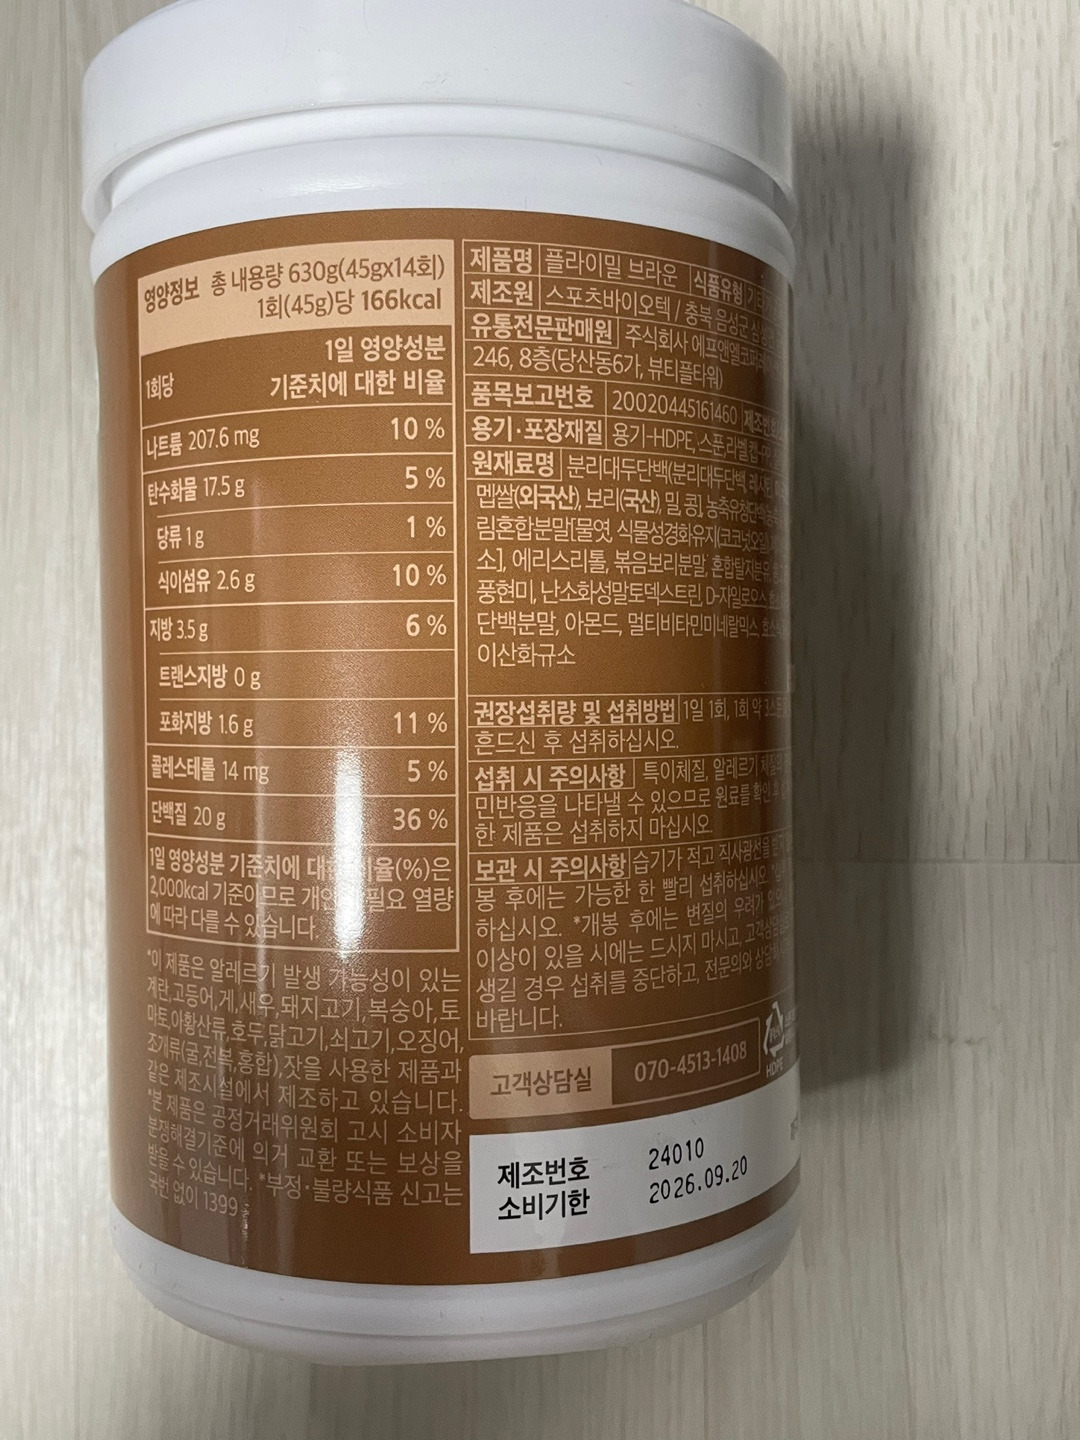 영양정보 총 내용량 630g(45gx14회)
1회(45g)당 166kcal
1회당 1일 영양성분
기준치에 대한 비율
나트륨 207.6 mg 10 %
탄수화물 17.5 g 5 %
당류 1 g 1 %
식이섬유 2.6 g 10 %
지방 3.5 g 6 %
트랜스지방 0 g
포화지방 1.6 g 11 %
콜레스테롤 14 mg 5 %
단백질 20 g 36 %
1일 영양성분 기준치에 대한 비율(%)은
2,000kcal 기준이므로 개인 필요 열량
에 따라 다를 수 있습니다.
*이 제품은 알레르기 발생 가능성이 있는
계란,고등어,게,새우,돼지고기,복숭아,토
마토,아황산류,호두,닭고기,쇠고기,오징어,
조개류(굴,전복,홍합),잣을 사용한 제품과
같은 제조시설에서 제조하고 있습니다.
*본 제품은 공정거래위원회 고시 소비자
분쟁해결기준에 의거 교환 또는 보상을
받을 수 있습니다. *부정·불량식품 신고는
국번 없이 1399
제품명 플라이밀 브라운 식품유형
제조원 스포츠바이오텍 / 충북 음성군
유통전문판매원 주식회사
246, 8층(당산동6가, 뷰티플타워)
품목보고번호 20020445161460
용기·포장재질 용기-HDPE,스푼,라벨,캡-PP
원재료명 분리대두단백(분리대두단백, 레시틴,
멥쌀(외국산), 보리(국산), 밀, 콩],
림혼합분말[물엿, 식물성경화유지(코코넛오일),
소], 에리스리톨, 볶음보리분말, 혼합탈지분유,
풍현미, 난소화성말토덱스트린, D-자일로오스,
단백분말, 아몬드, 멀티비타민미네랄믹스,
이산화규소
권장섭취량 및 섭취방법 1일 1회, 1회 약 3스푼
흔드신 후 섭취하십시오.
섭취 시 주의사항 특이체질, 알레르기 체질의
민반응을 나타낼 수 있으므로 원료를 확인 후
한 제품은 섭취하지 마십시오
보관 시 주의사항 습기가 적고 직사광선을
봉 후에는 가능한 한 빨리 섭취하십시오.
하십시오. *개봉 후에는 변질의 우려가
이상이 있을 시에는 드시지 마시고, 고객상담실
생길 경우 섭취를 중단하고, 전문의와
바랍니다.
고객상담실 070-4513-1408
HDPE
제조번호 24010
소비기한 2026.09.20